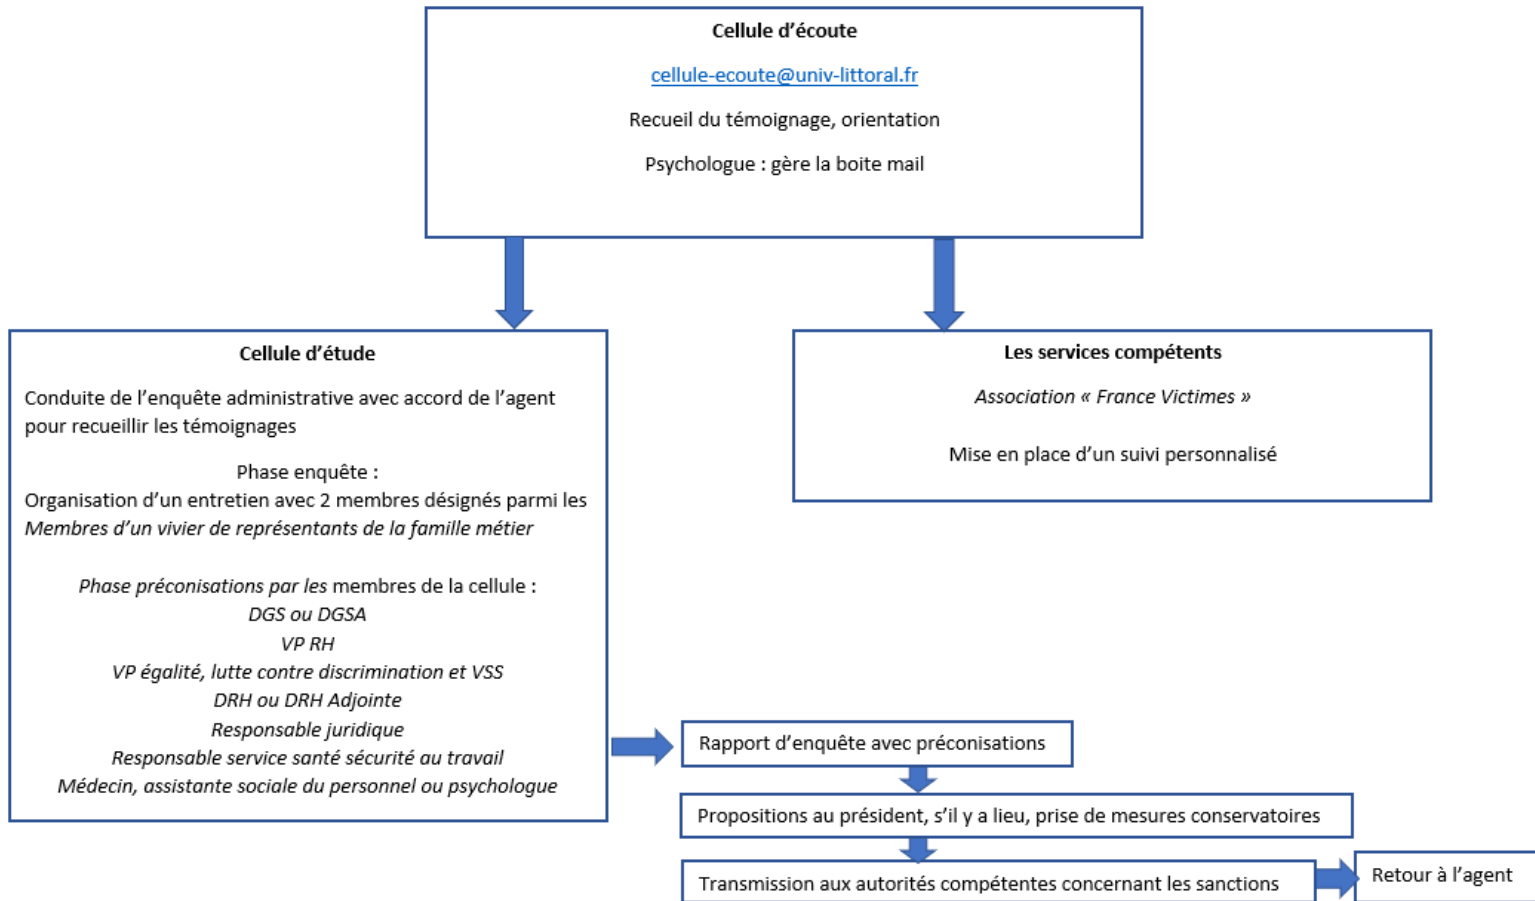 Cellule d’écoute
cellule-ecoute@univ-littoral.fr
Recueil du témoignage, orientation
Psychologue : gère la boite mail
Cellule d’étude
Conduite de l’enquête administrative avec accord de l’agent
pour recueillir les témoignages
Phase enquête :
Organisation d’un entretien avec 2 membres désignés parmi les
Membres d’un vivier de représentants de la famille métier
Phase préconisations par les membres de la cellule :
DGS ou DGSA
VP RH
VP égalité, lutte contre discrimination et VSS
DRH ou DRH Adjointe
Responsable juridique
Responsable service santé sécurité au travail
Médecin, assistante sociale du personnel ou psychologue
Les services compétents
Association « France Victimes »
Mise en place d’un suivi personnalisé
Rapport d’enquête avec préconisations
Propositions au président, s’il y a lieu, prise de mesures conservatoires
Transmission aux autorités compétentes concernant les sanctions
Retour à l’agent